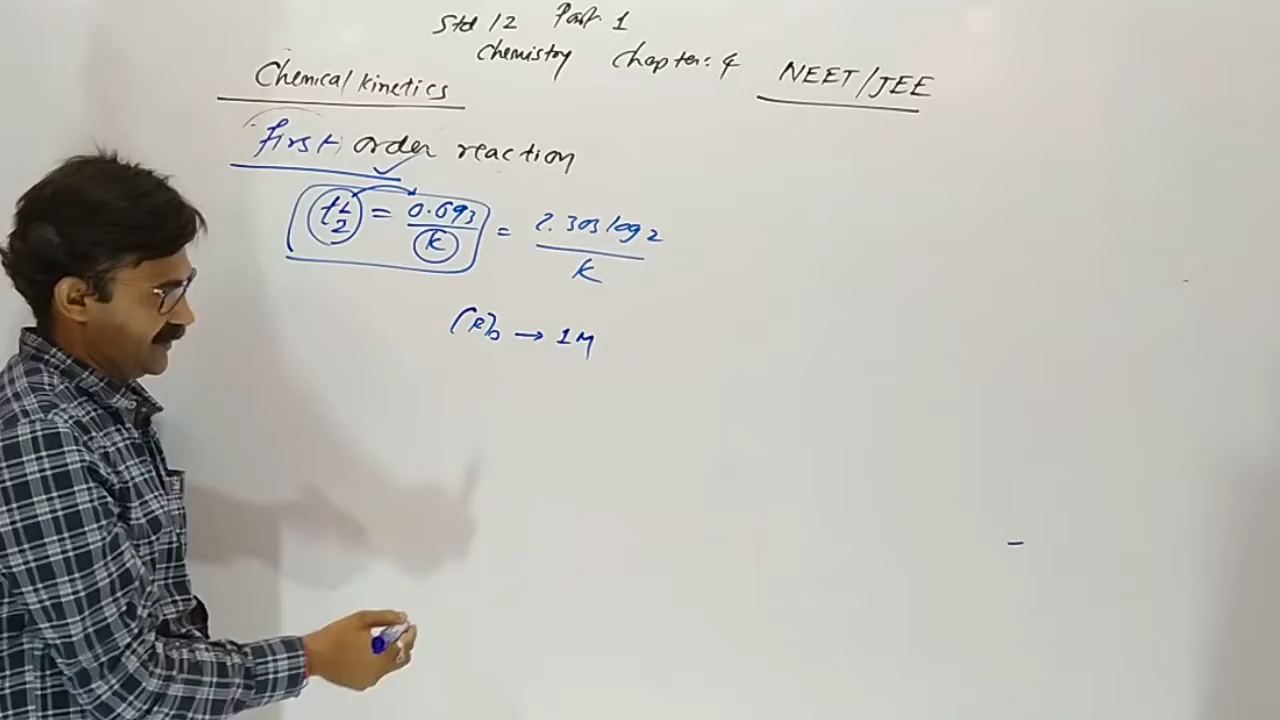 Std 12 Part 1
Chemistry Chapter: 4
NEET/JEE
Chemical kinetics
First order reaction
t 1/2 = 0.693/K = 2.303 log 2/K
[R]₀ → 1M